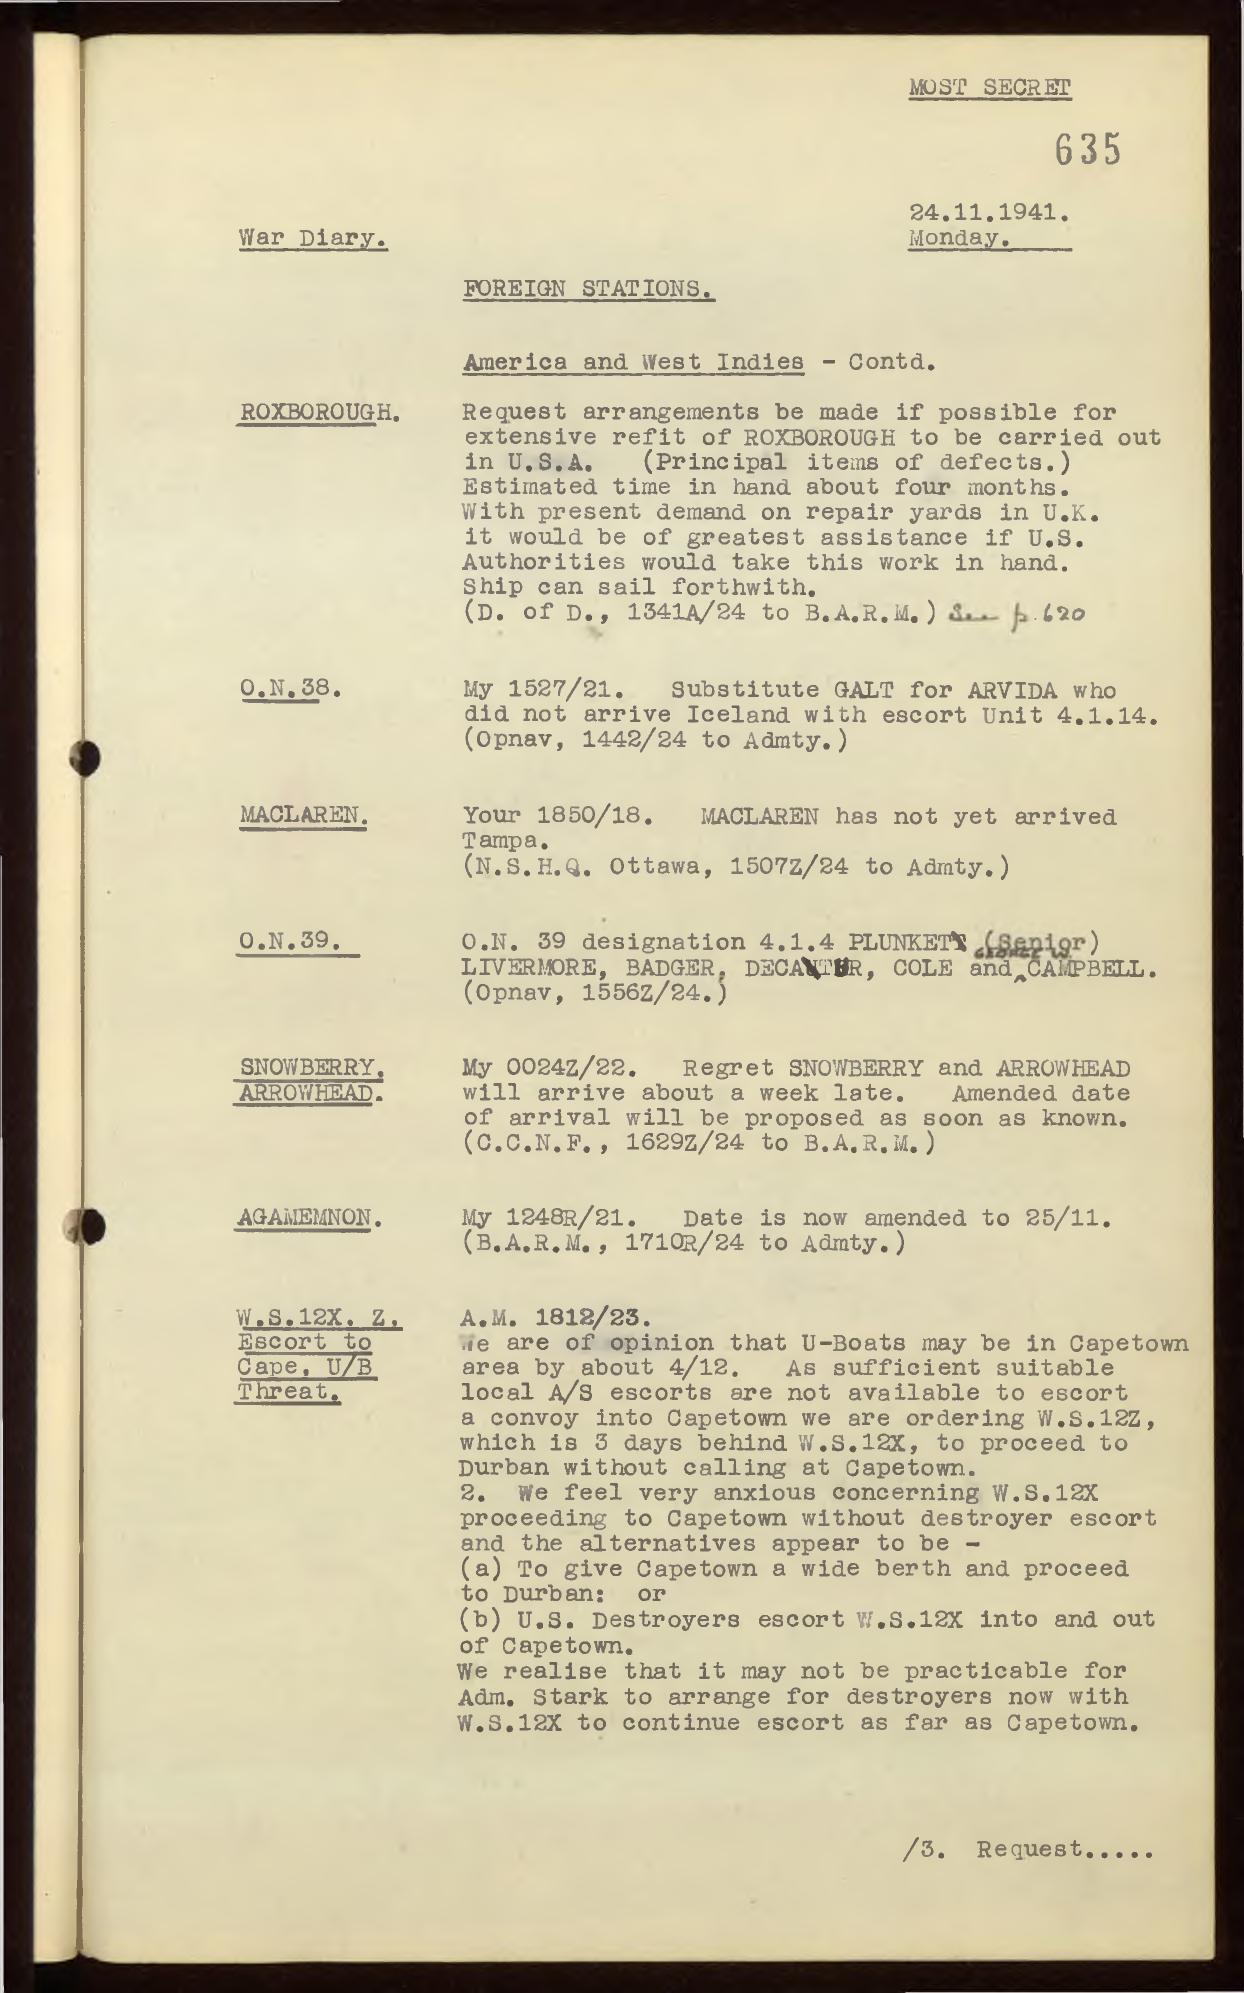 MOST SECRET
635
24.11.1941.
War Diary.
Monday.
FOREIGN STATIONS.
America and West Indies - Contd.
ROXBOROUGH. Request arrangements be made if possible for
extensive refit of ROXBOROUGH to be carried out
in U.S.A. (Principal items of defects.)
Estimated time in hand about four months.
With present demand on repair yards in U.K.
it would be of greatest assistance if U.S.
Authorities would take this work in hand.
Ship can sail forthwith.
(D. of D., 1341A/24 to B.A.R.M.) See p. 620
O.N.38. My 1527/21. Substitute GALT for ARVIDA who
did not arrive Iceland with escort Unit 4.1.14.
(Opnav, 1442/24 to Admty.)
MACLAREN. Your 1850/18. MACLAREN has not yet arrived
Tampa.
(N.S.H.Q. Ottawa, 1507Z/24 to Admty.)
O.N.39. O.N. 39 designation 4.1.4 PLUNKETT (Senior)
GEORGE W.
LIVERMORE, BADGER, DECATUR, COLE and CAMPBELL.
(Opnav, 1556Z/24.)
SNOWBERRY, My 0024Z/22. Regret SNOWBERRY and ARROWHEAD
ARROWHEAD. will arrive about a week late. Amended date
of arrival will be proposed as soon as known.
(C.C.N.F., 1629Z/24 to B.A.R.M.)
AGAMEMNON. My 1248R/21. Date is now amended to 25/11.
(B.A.R.M., 1710R/24 to Admty.)
W.S.12X. Z. A.M. 1812/23.
Escort to We are of opinion that U-Boats may be in Capetown
Cape, U/B area by about 4/12. As sufficient suitable
Threat. local A/S escorts are not available to escort
a convoy into Capetown we are ordering W.S.12Z,
which is 3 days behind W.S.12X, to proceed to
Durban without calling at Capetown.
2. We feel very anxious concerning W.S.12X
proceeding to Capetown without destroyer escort
and the alternatives appear to be -
(a) To give Capetown a wide berth and proceed
to Durban: or
(b) U.S. Destroyers escort W.S.12X into and out
of Capetown.
We realise that it may not be practicable for
Adm. Stark to arrange for destroyers now with
W.S.12X to continue escort as far as Capetown.
/3. Request.....